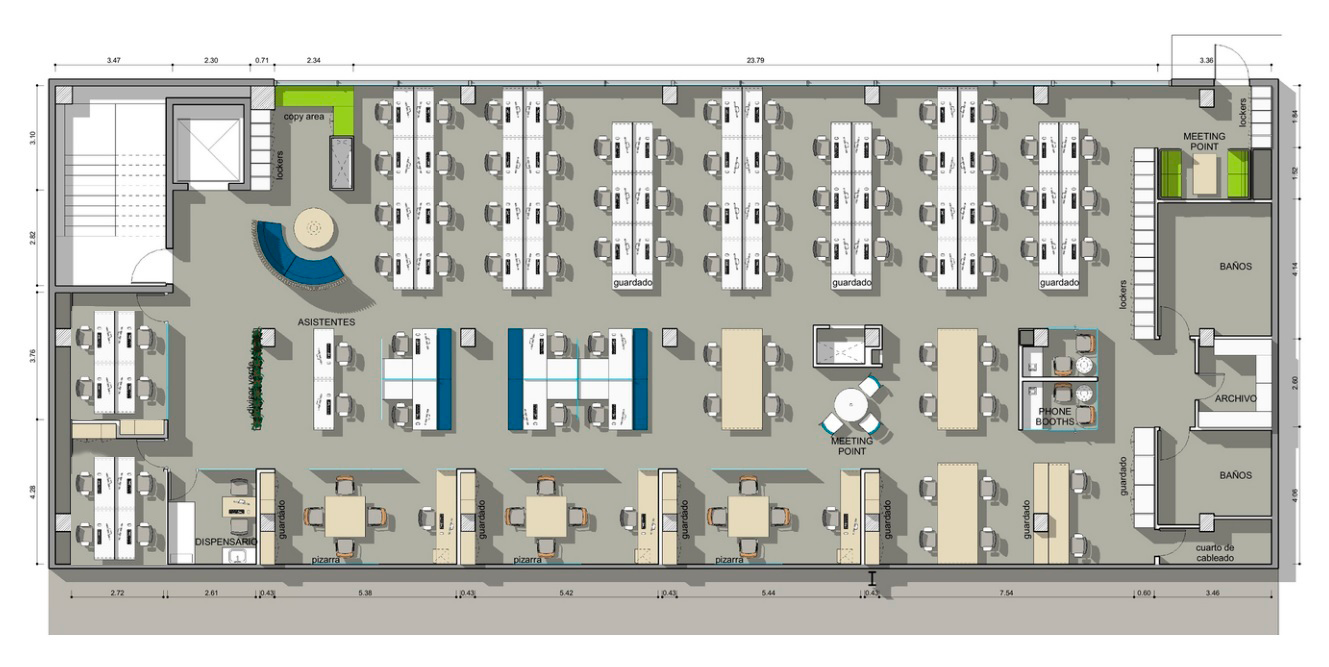 3.47
2.30
0.71
2.34
23.79
3.36
3.10
2.82
3.76
4.28
1.52
4.14
2.60
4.06
copy area
lockers
lockers
MEETING
POINT
BAÑOS
lockers
guardado
guardado
guardado
ASISTENTES
divisor verde
MEETING
POINT
PHONE
BOOTHS
ARCHIVO
BAÑOS
guardado
DISPENSARIO
guardado
guardado
guardado
guardado
guardado
pizarra
pizarra
pizarra
cuarto de
cableado
2.72
2.61
0.43
5.38
0.43
5.42
0.43
5.44
0.43
7.54
0.60
3.46